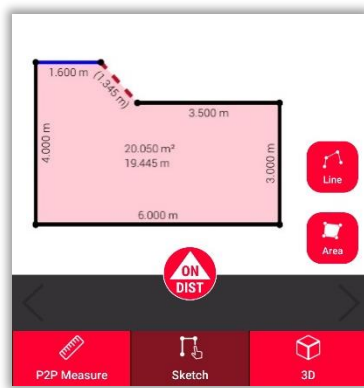 1.600 m
(1.345 m)
3.500 m
4.000 m
20.050 m²
19.445 m
3.000 m
6.000 m
Line
Area
ON
DIST
P2P Measure
Sketch
3D